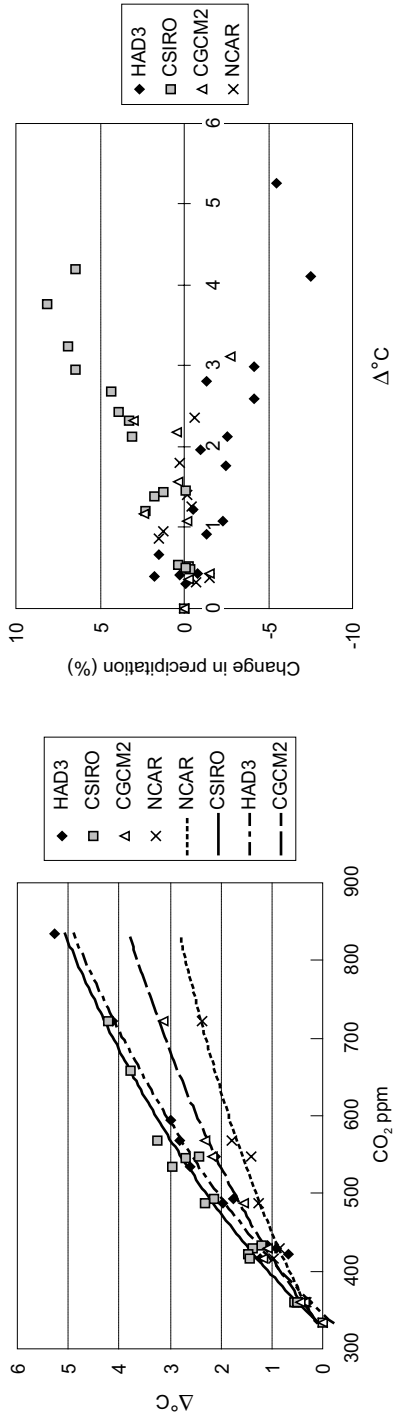 6
5
4
3
2
1
0
Δ°C
300 400 500 600 700 800 900
CO₂ ppm
HAD3
CSIRO
CGCM2
NCAR
NCAR
CSIRO
HAD3
CGCM2
10
5
0
-5
-10
Change in precipitation (%)
0 1 2 3 4 5 6
Δ°C
HAD3
CSIRO
CGCM2
NCAR